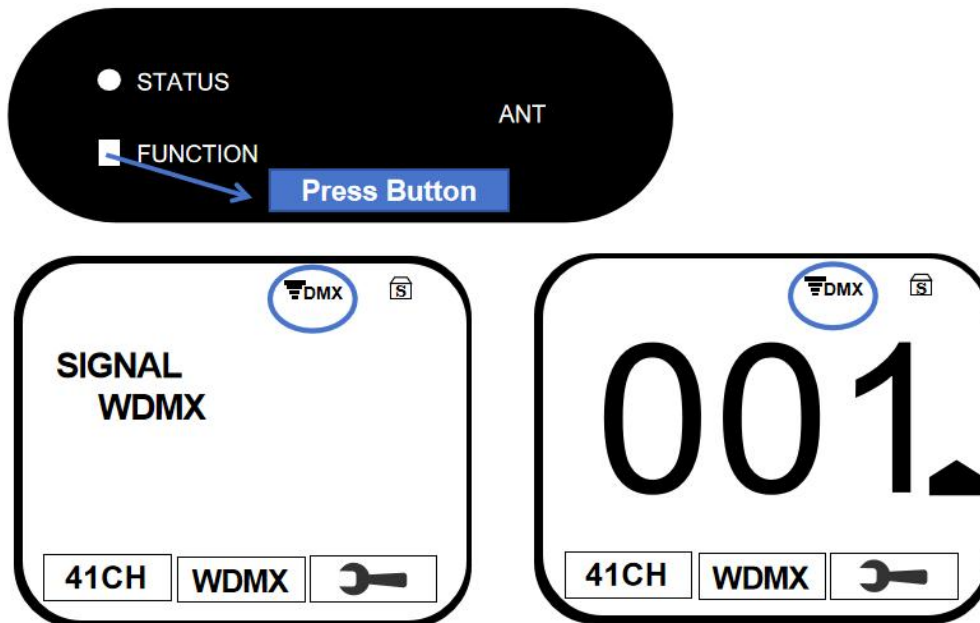 STATUS
ANT
FUNCTION
Press Button
DMX S
SIGNAL
WDMX
41CH WDMX
DMX S
001
41CH WDMX